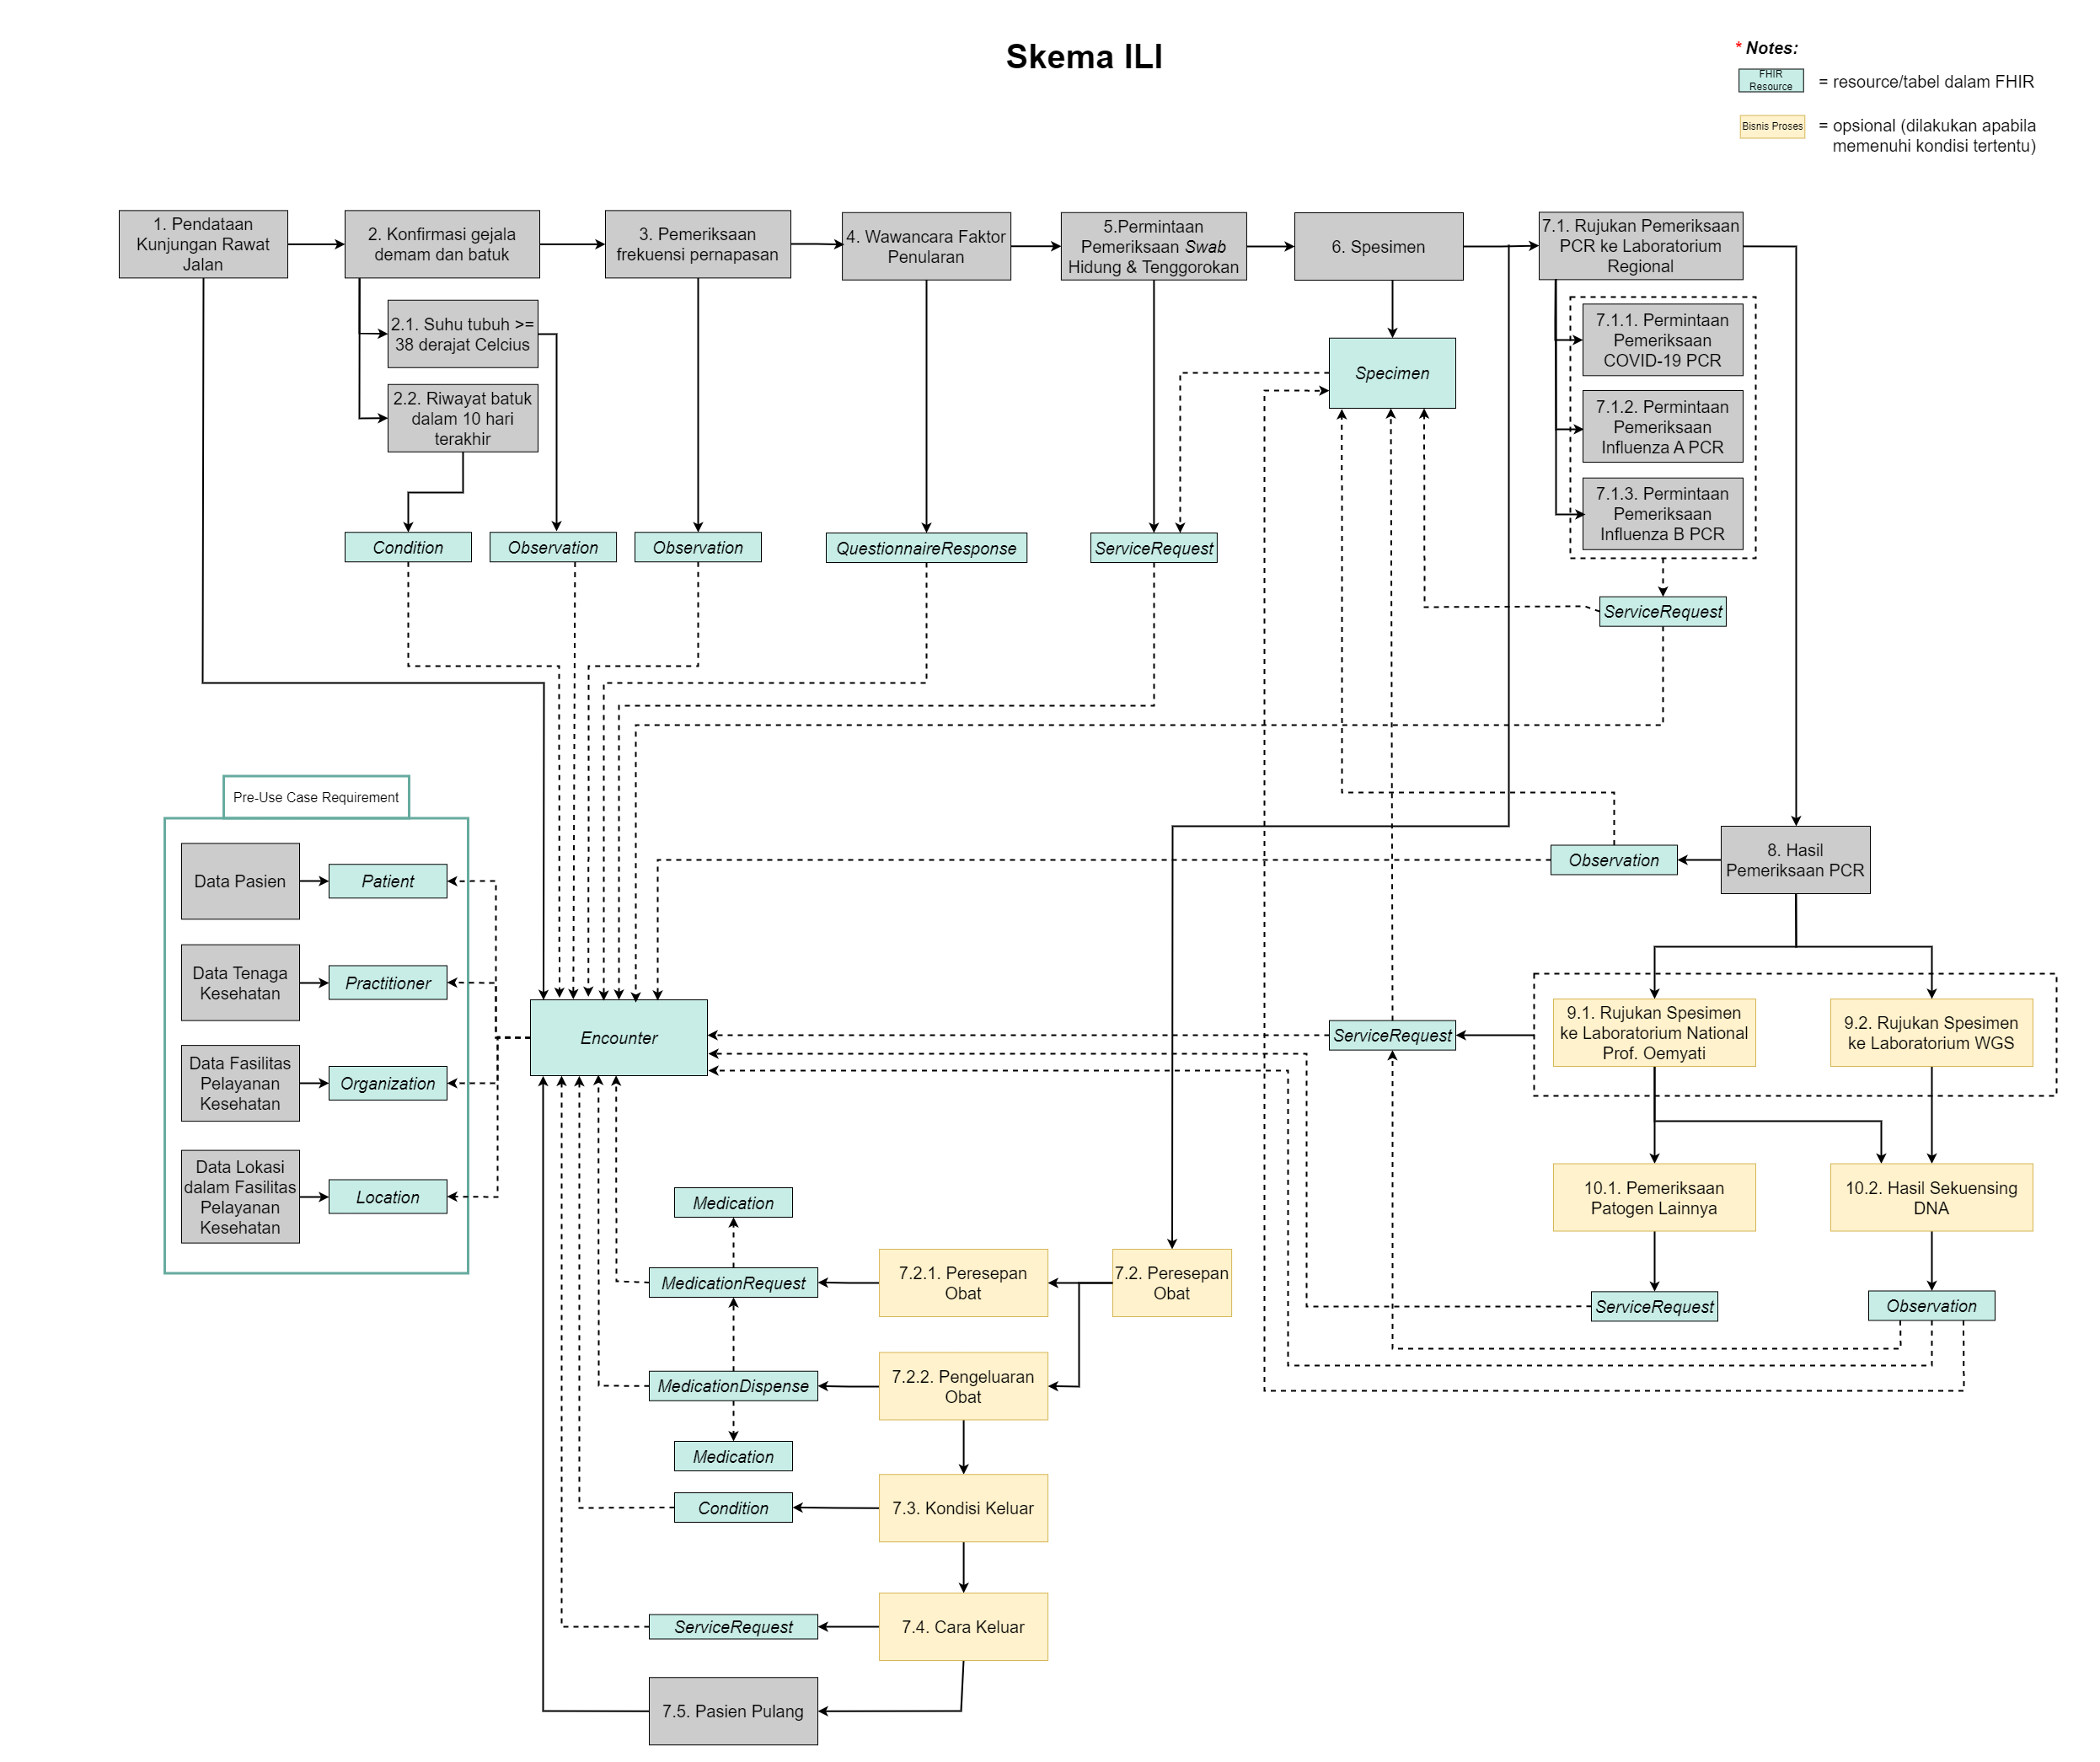 Skema ILI
* Notes:
FHIR
Resource
= resource/tabel dalam FHIR
Bisnis Proses
= opsional (dilakukan apabila
memenuhi kondisi tertentu)
1. Pendataan
Kunjungan Rawat
Jalan
2. Konfirmasi gejala
demam dan batuk
3. Pemeriksaan
frekuensi pernapasan
4. Wawancara Faktor
Penularan
5.Permintaan
Pemeriksaan Swab
Hidung & Tenggorokan
6. Spesimen
7.1. Rujukan Pemeriksaan
PCR ke Laboratorium
Regional
2.1. Suhu tubuh >=
38 derajat Celcius
2.2. Riwayat batuk
dalam 10 hari
terakhir
Specimen
7.1.1. Permintaan
Pemeriksaan
COVID-19 PCR
7.1.2. Permintaan
Pemeriksaan
Influenza A PCR
7.1.3. Permintaan
Pemeriksaan
Influenza B PCR
Condition
Observation
Observation
QuestionnaireResponse
ServiceRequest
ServiceRequest
Pre-Use Case Requirement
Data Pasien
Patient
Data Tenaga
Kesehatan
Practitioner
Data Fasilitas
Pelayanan
Kesehatan
Organization
Data Lokasi
dalam Fasilitas
Pelayanan
Kesehatan
Location
Encounter
Observation
8. Hasil
Pemeriksaan PCR
ServiceRequest
9.1. Rujukan Spesimen
ke Laboratorium National
Prof. Oemyati
9.2. Rujukan Spesimen
ke Laboratorium WGS
10.1. Pemeriksaan
Patogen Lainnya
10.2. Hasil Sekuensing
DNA
ServiceRequest
Observation
Medication
MedicationRequest
7.2.1. Peresepan
Obat
7.2. Peresepan
Obat
MedicationDispense
7.2.2. Pengeluaran
Obat
Medication
Condition
7.3. Kondisi Keluar
ServiceRequest
7.4. Cara Keluar
7.5. Pasien Pulang